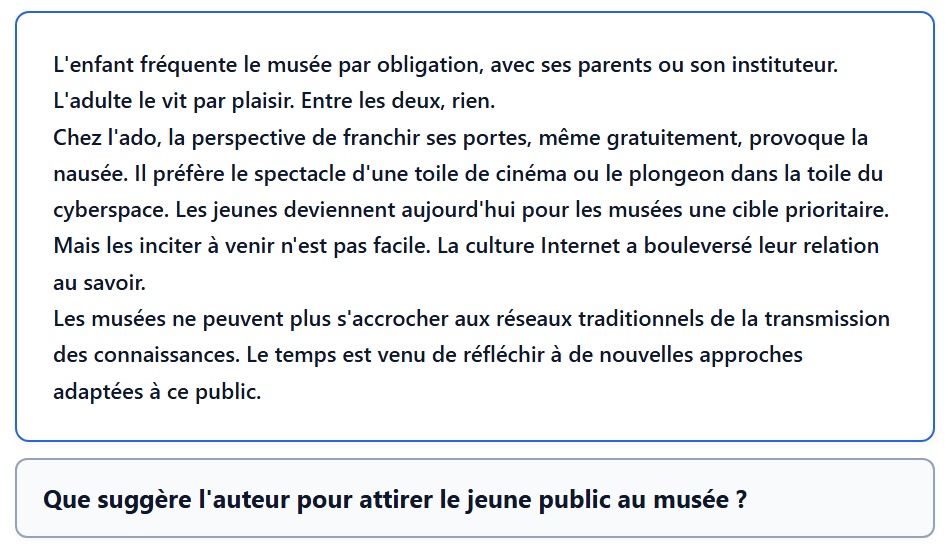 L'enfant fréquente le musée par obligation, avec ses parents ou son instituteur.
L'adulte le vit par plaisir. Entre les deux, rien.
Chez l'ado, la perspective de franchir ses portes, même gratuitement, provoque la
nausée. Il préfère le spectacle d'une toile de cinéma ou le plongeon dans la toile du
cyberspace. Les jeunes deviennent aujourd'hui pour les musées une cible prioritaire.
Mais les inciter à venir n'est pas facile. La culture Internet a bouleversé leur relation
au savoir.
Les musées ne peuvent plus s'accrocher aux réseaux traditionnels de la transmission
des connaissances. Le temps est venu de réfléchir à de nouvelles approches
adaptées à ce public.
Que suggère l'auteur pour attirer le jeune public au musée ?